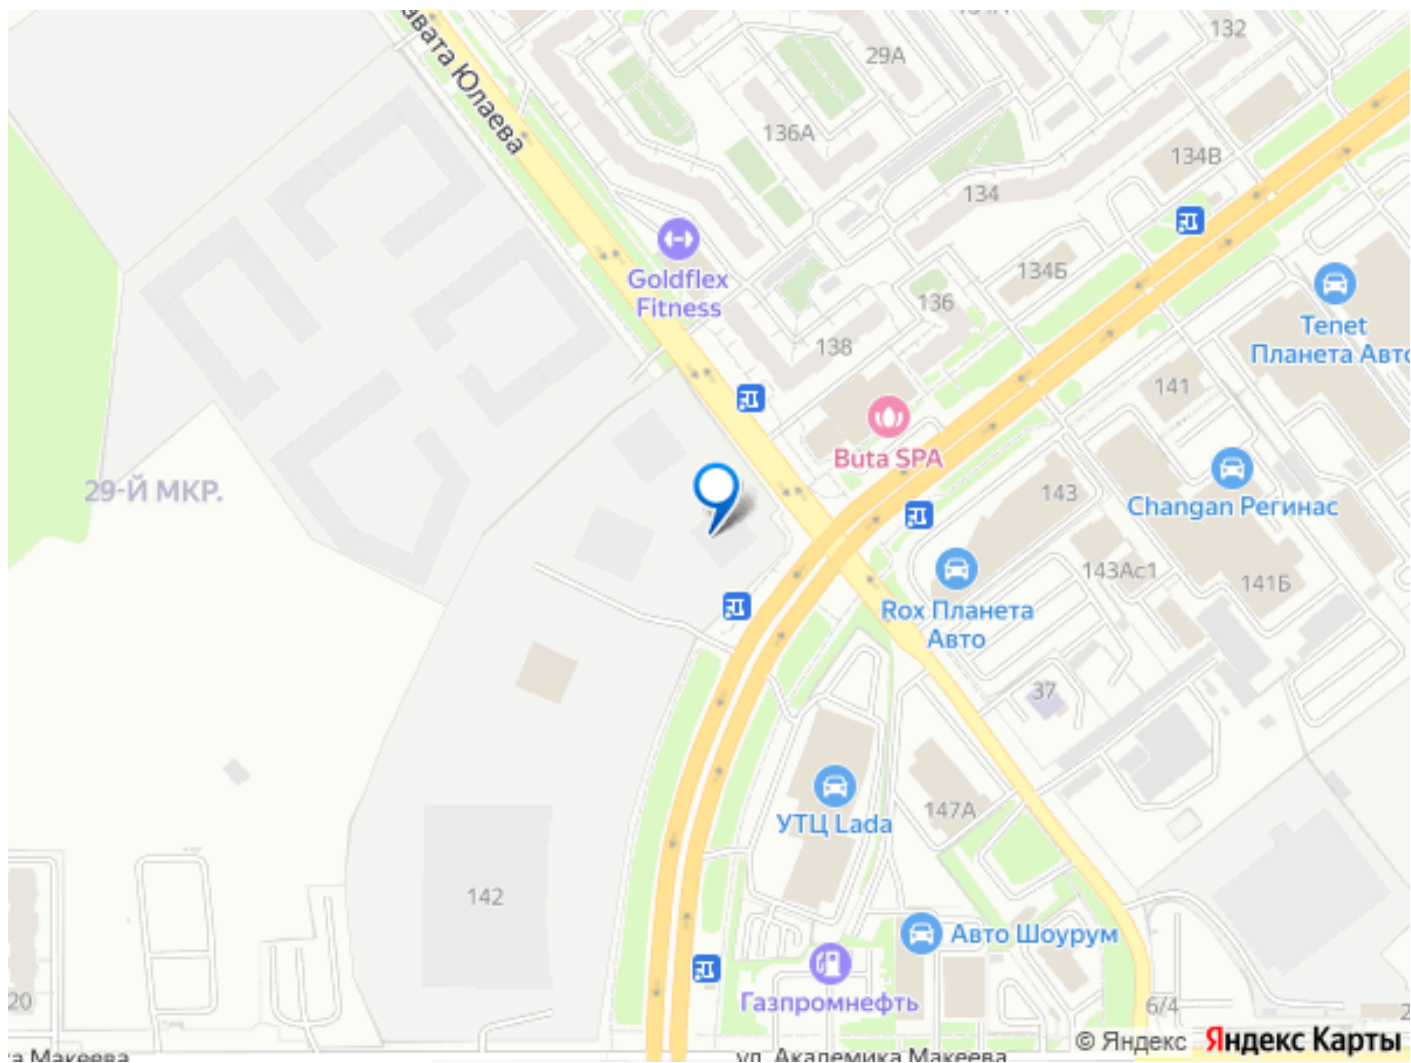 132
29А
авата Юлаева
136А
134В
134
134Б
Goldflex
Fitness
136
138
Tenet
Планета Авто
141
Buta SPA
29-Й МКР.
143
Changan Регинас
143Ас1
141Б
Rox Планета
Авто
37
147А
УТЦ Lada
142
Авто Шоурум
20
Газпромнефть
6/4
2
© Яндекс Яндекс Карты
ка Макеева
ул. Академика Макеева